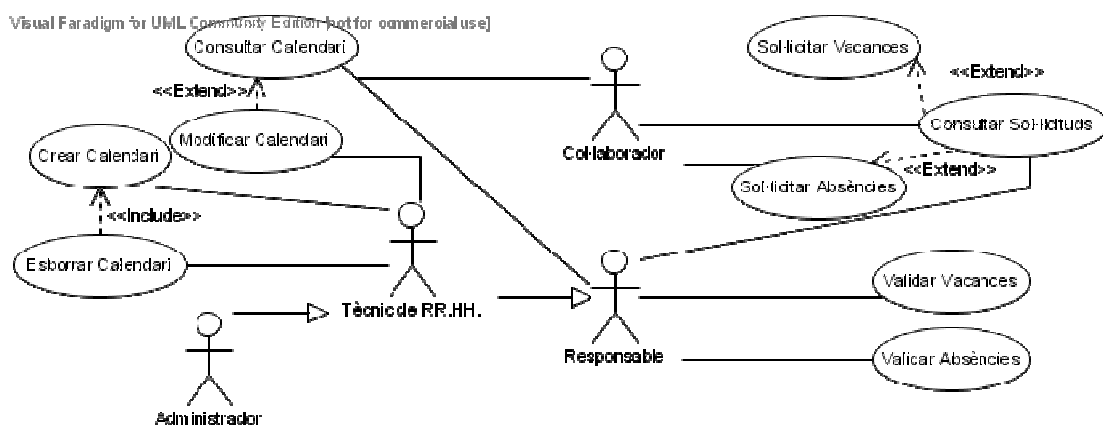 Visual Paradigm for UML Community Edition [not for commercial use]
Consultar Calendari
Sol·licitar Vacances
<<Extend>>
<<Extend>>
Modificar Calendari
Consultar Sol·licituds
Crear Calendari
Col·laborador
<<Extend>>
Sol·licitar Absències
<<Include>>
Esborrar Calendari
Validar Vacances
Tècnic de RR.HH.
Responsable
Validar Absències
Administrador